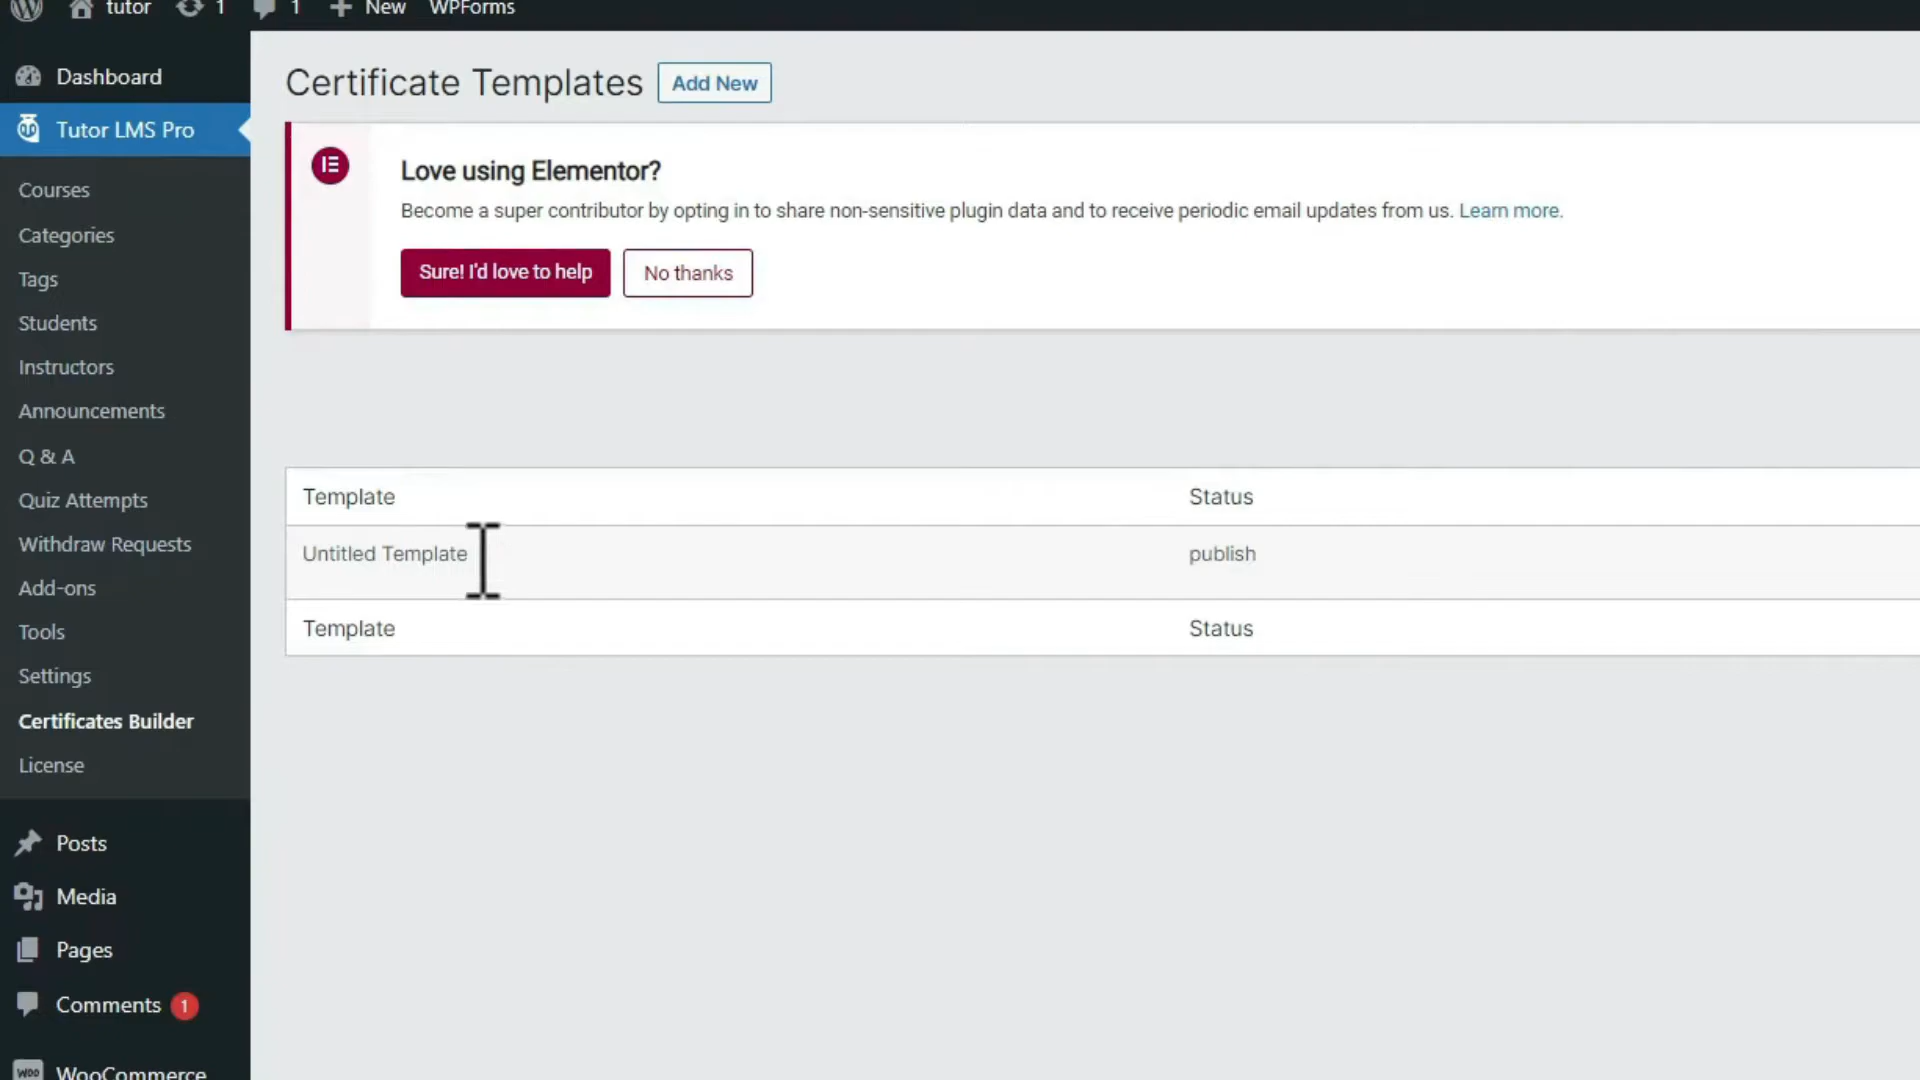 tutor 1 1 New WPForms
Dashboard
Tutor LMS Pro
Courses
Categories
Tags
Students
Instructors
Announcements
Q & A
Quiz Attempts
Withdraw Requests
Add-ons
Tools
Settings
Certificates Builder
License
Posts
Media
Pages
Comments 1
WOO WooCommerce
Certificate Templates Add New
Love using Elementor?
Become a super contributor by opting in to share non-sensitive plugin data and to receive periodic email updates from us. Learn more.
Sure! I'd love to help No thanks
Template Status
Untitled Template publish
Template Status